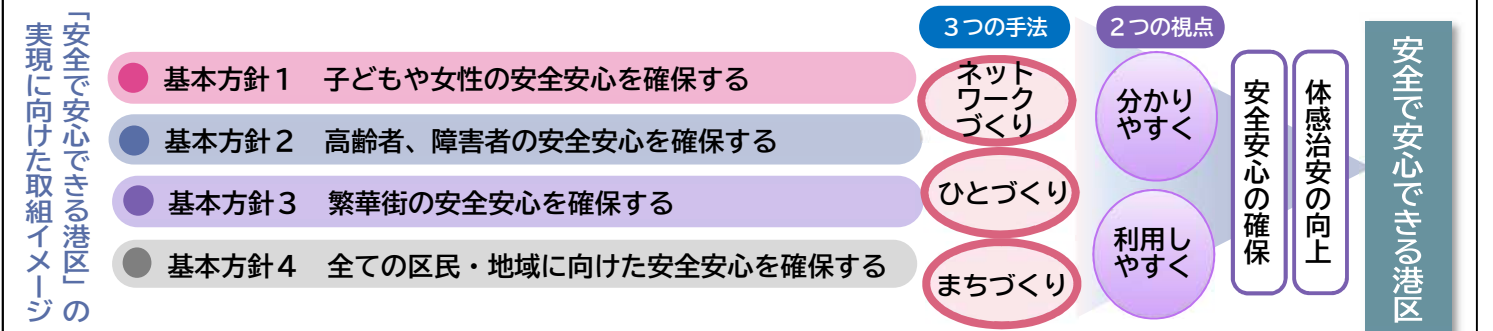 「安全で安心できる港区」の
実現に向けた取組イメージ
基本方針１　子どもや女性の安全安心を確保する
基本方針２　高齢者、障害者の安全安心を確保する
基本方針３　繁華街の安全安心を確保する
基本方針４　全ての区民・地域に向けた安全安心を確保する
３つの手法
ネット
ワーク
づくり
ひとづくり
まちづくり
２つの視点
分かり
やすく
利用し
やすく
安全安心の確保
体感治安の向上
安全で安心できる港区